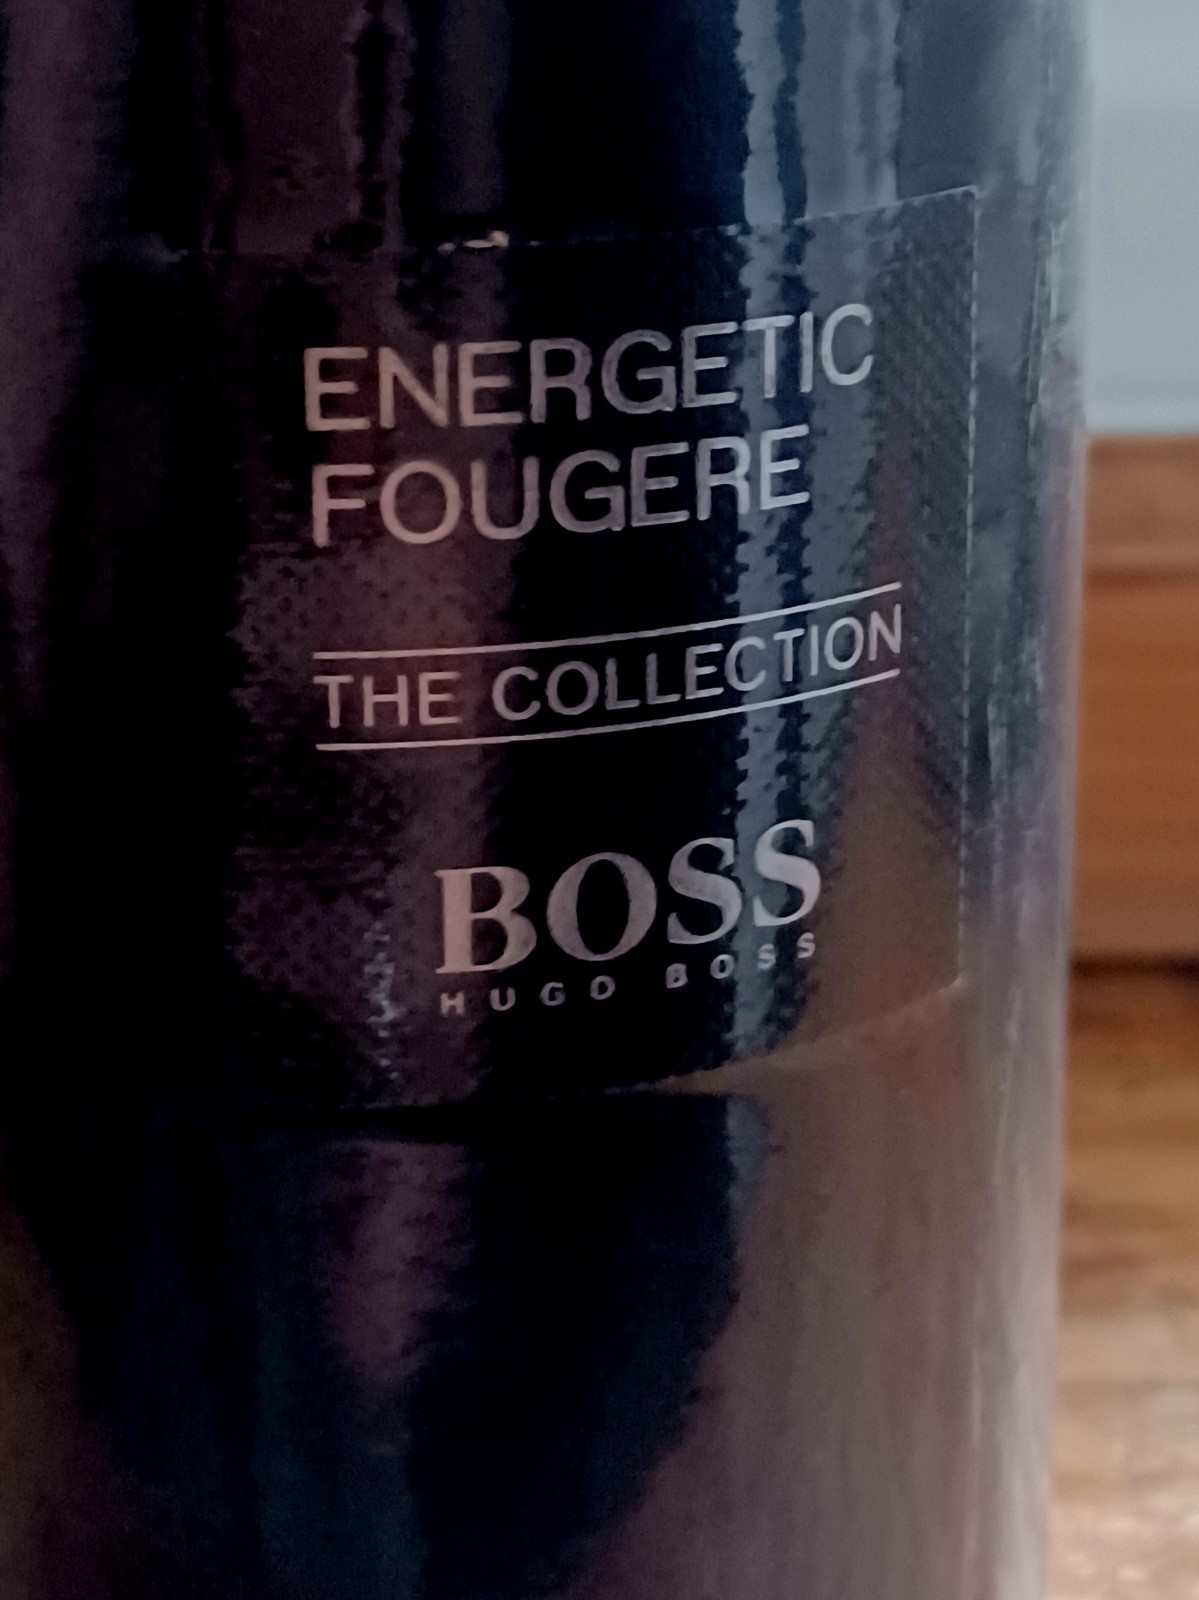 ENERGETIC
FOUGERE
THE COLLECTION
BOSS
HUGO BOSS